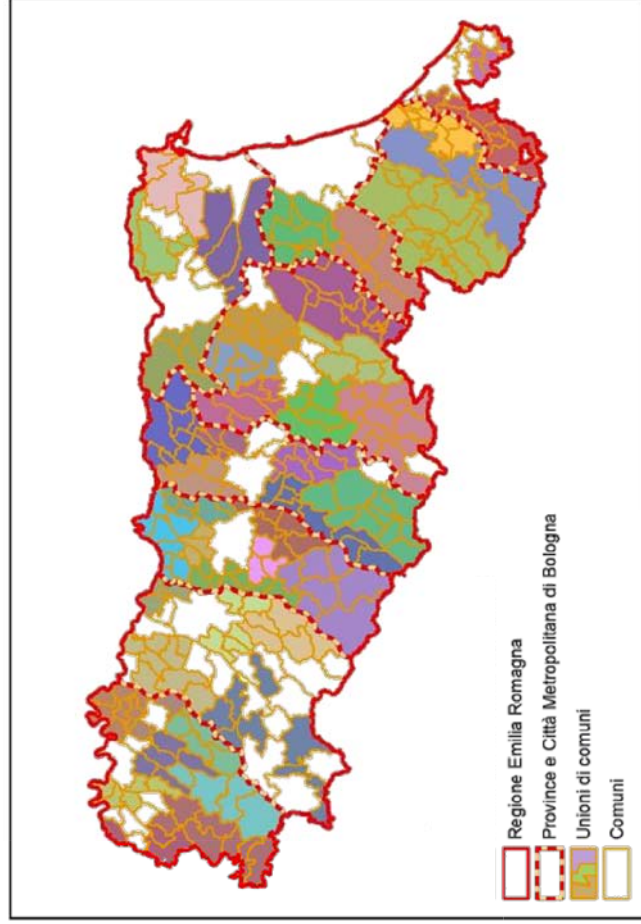 Regione Emilia Romagna
Province e Città Metropolitana di Bologna
Unioni di comuni
Comuni